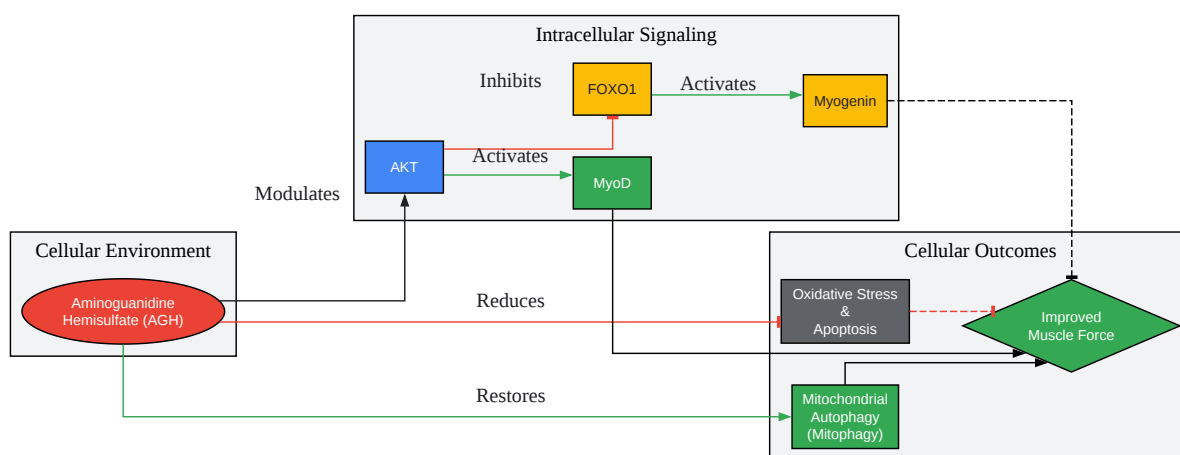 Intracellular Signaling
Inhibits
FOXO1
Activates
Myogenin
AKT
Activates
MyoD
Modulates
Cellular Environment
Aminoguanidine
Hemisulfate (AGH)
Reduces
Restores
Cellular Outcomes
Oxidative Stress
&
Apoptosis
Improved
Muscle Force
Mitochondrial
Autophagy
(Mitophagy)